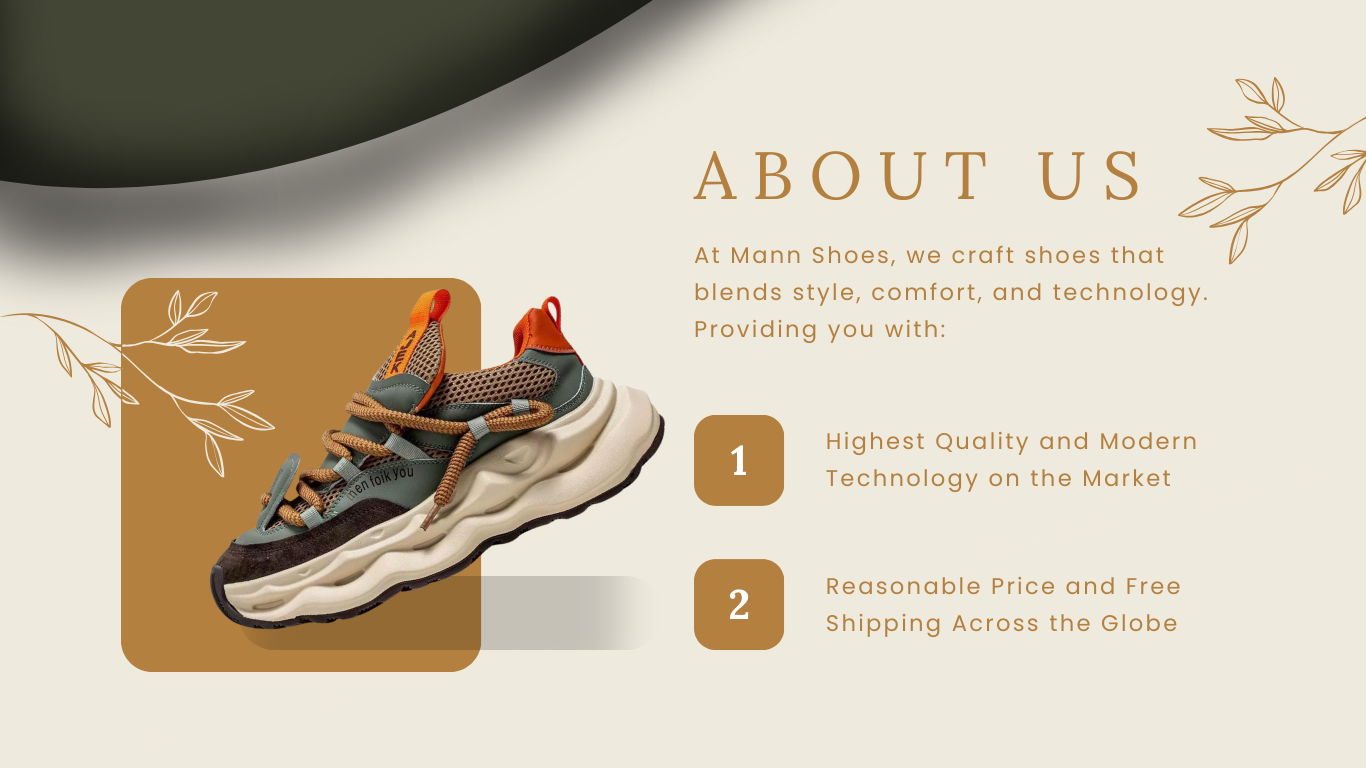 ABOUT US
At Mann Shoes, we craft shoes that
blends style, comfort, and technology.
Providing you with:
1
Highest Quality and Modern
Technology on the Market
2
Reasonable Price and Free
Shipping Across the Globe
folk you